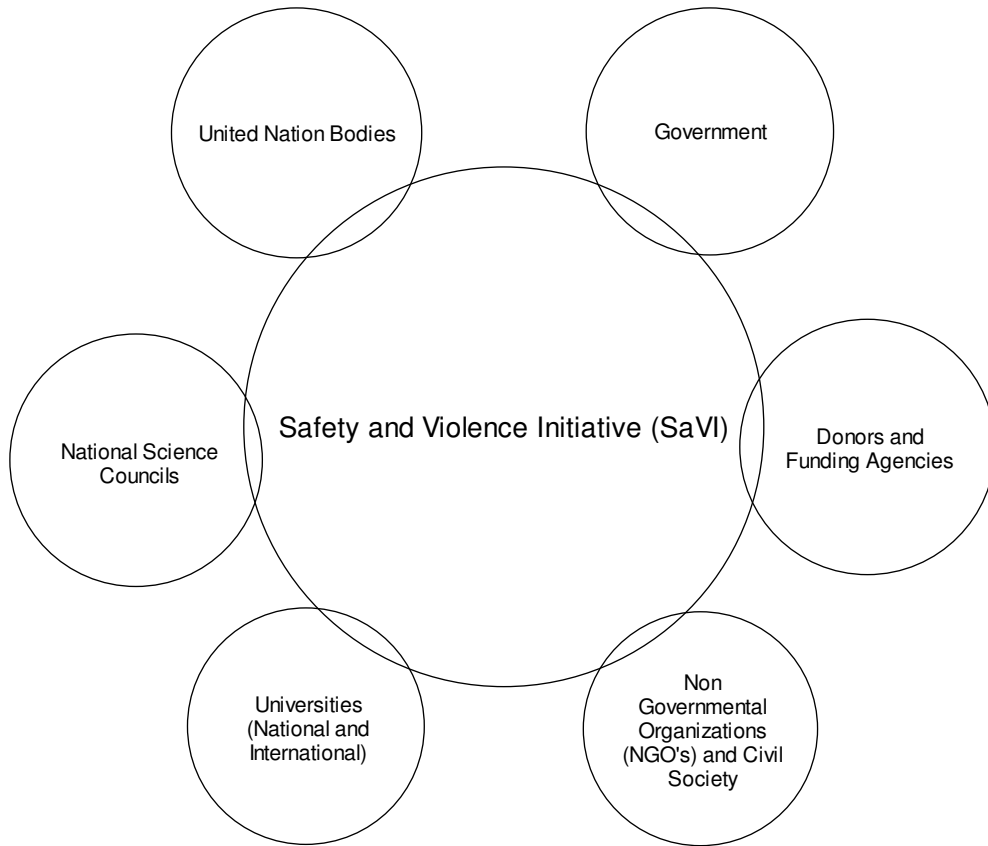 United Nation Bodies
Government
Safety and Violence Initiative (SaVI)
National Science
Councils
Donors and
Funding Agencies
Universities
(National and
International)
Non
Governmental
Organizations
(NGO's) and Civil
Society